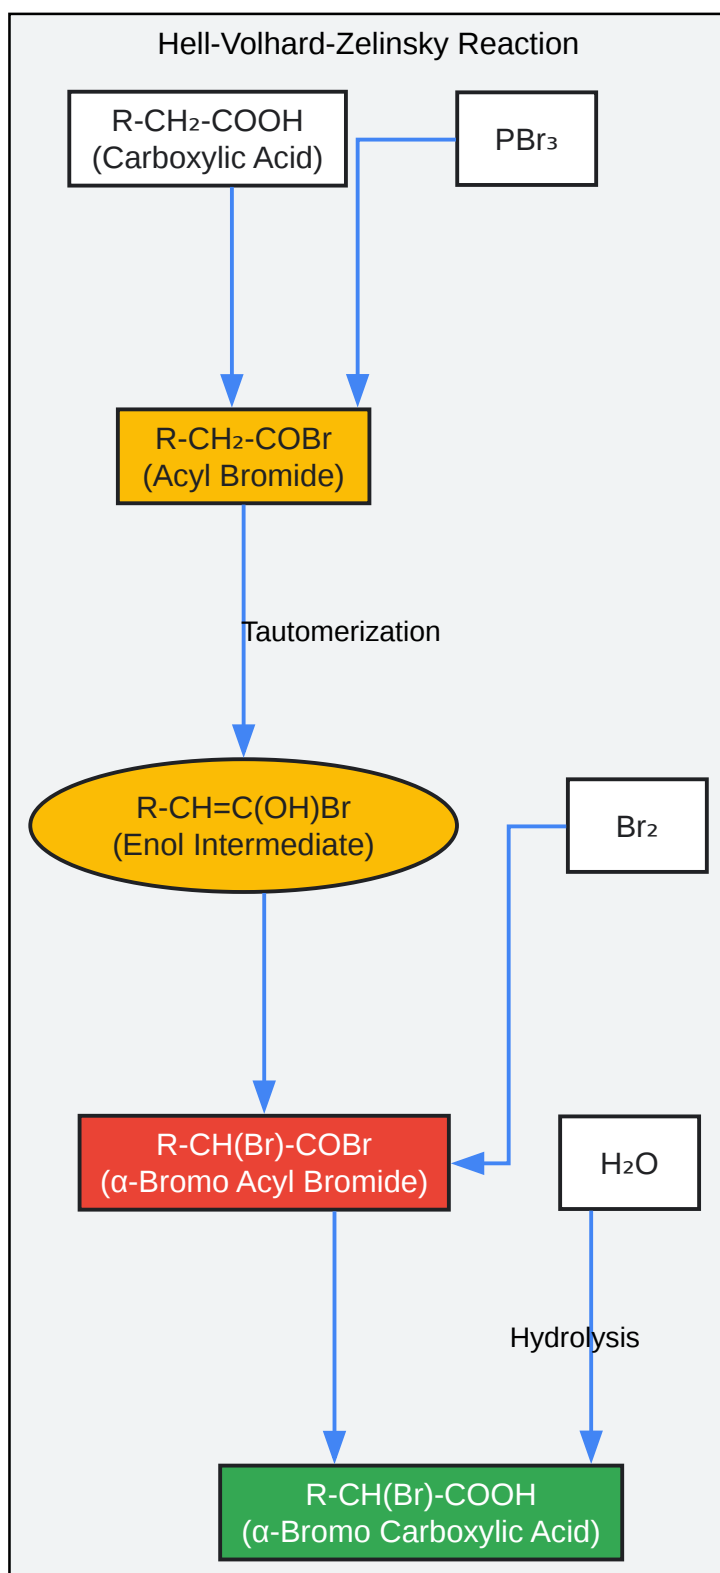 Hell-Volhard-Zelinsky Reaction
R-CH₂-COOH
(Carboxylic Acid)
PBr₃
R-CH₂-COBr
(Acyl Bromide)
Tautomerization
R-CH=C(OH)Br
(Enol Intermediate)
Br₂
R-CH(Br)-COBr
(α-Bromo Acyl Bromide)
H₂O
Hydrolysis
R-CH(Br)-COOH
(α-Bromo Carboxylic Acid)